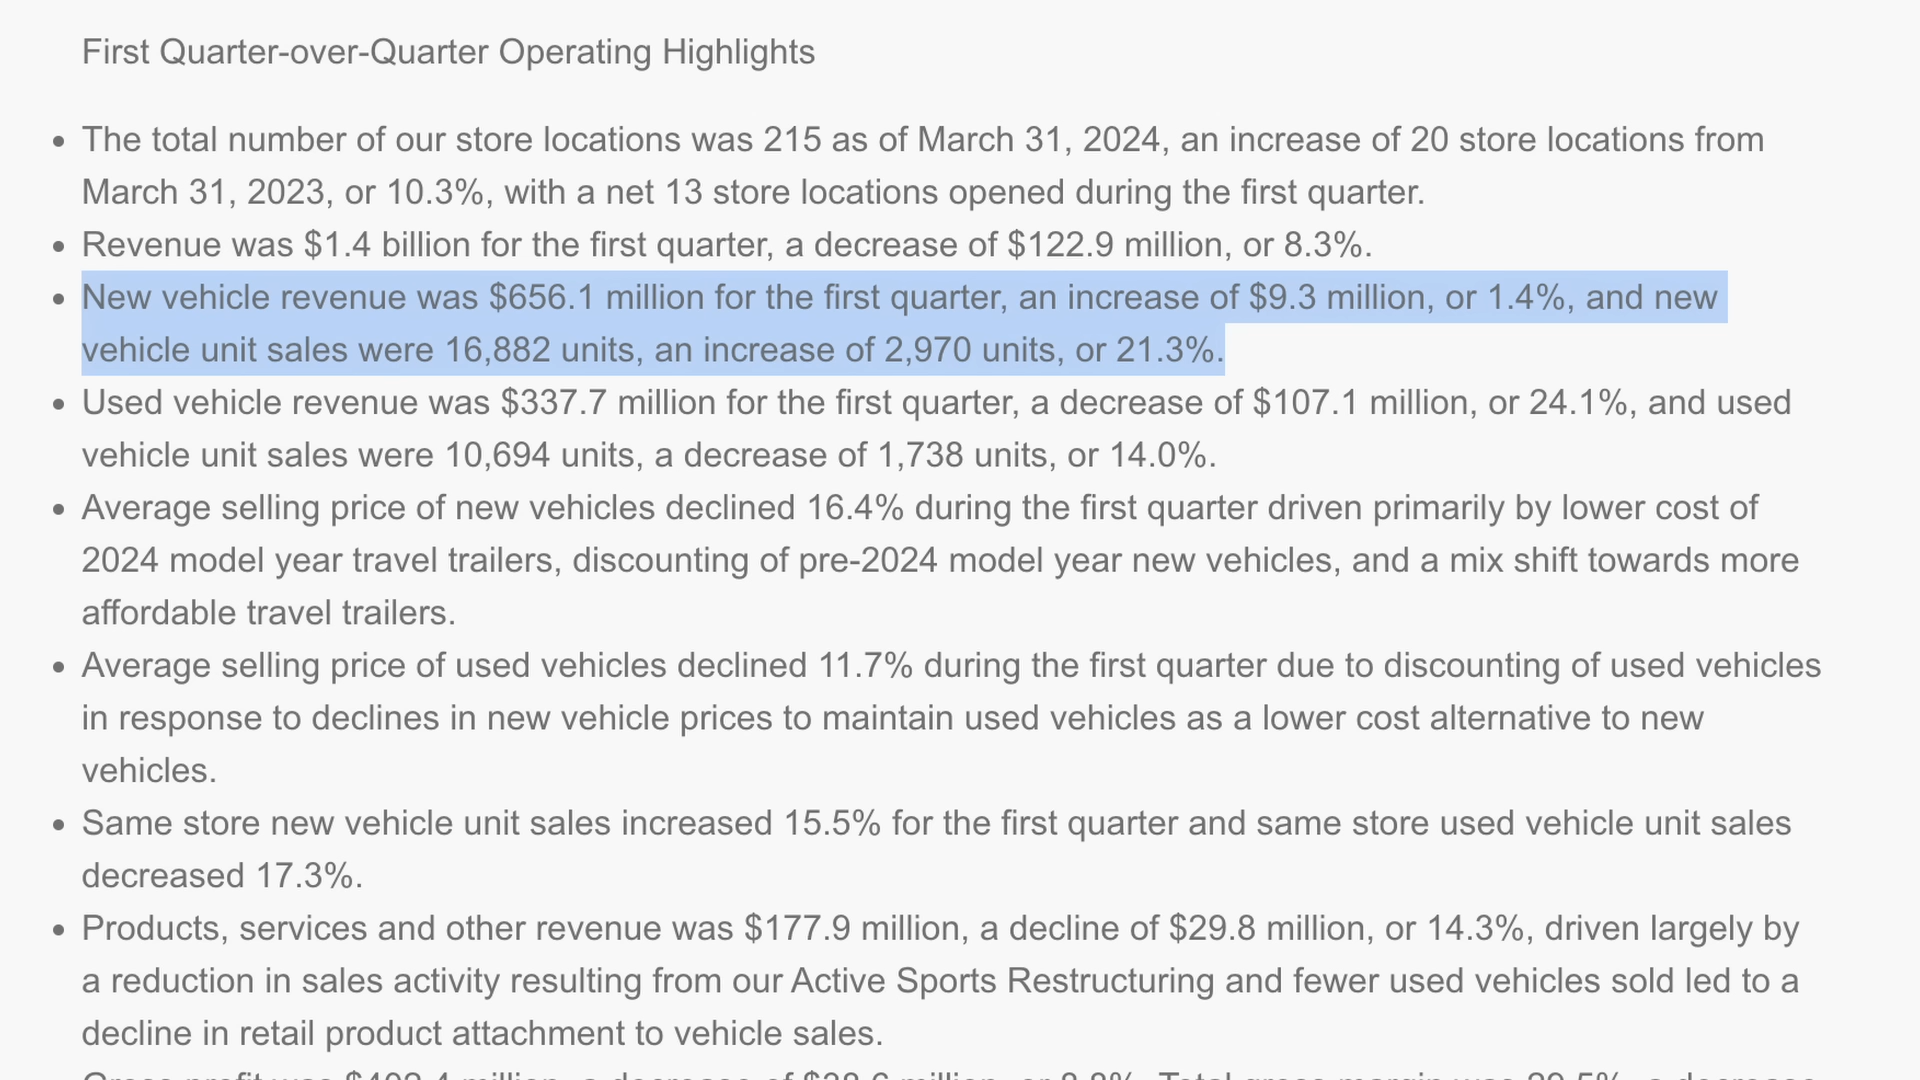 First Quarter-over-Quarter Operating Highlights
• The total number of our store locations was 215 as of March 31, 2024, an increase of 20 store locations from
March 31, 2023, or 10.3%, with a net 13 store locations opened during the first quarter.
• Revenue was $1.4 billion for the first quarter, a decrease of $122.9 million, or 8.3%.
• New vehicle revenue was $656.1 million for the first quarter, an increase of $9.3 million, or 1.4%, and new
vehicle unit sales were 16,882 units, an increase of 2,970 units, or 21.3%.
• Used vehicle revenue was $337.7 million for the first quarter, a decrease of $107.1 million, or 24.1%, and used
vehicle unit sales were 10,694 units, a decrease of 1,738 units, or 14.0%.
• Average selling price of new vehicles declined 16.4% during the first quarter driven primarily by lower cost of
2024 model year travel trailers, discounting of pre-2024 model year new vehicles, and a mix shift towards more
affordable travel trailers.
• Average selling price of used vehicles declined 11.7% during the first quarter due to discounting of used vehicles
in response to declines in new vehicle prices to maintain used vehicles as a lower cost alternative to new
vehicles.
• Same store new vehicle unit sales increased 15.5% for the first quarter and same store used vehicle unit sales
decreased 17.3%.
• Products, services and other revenue was $177.9 million, a decline of $29.8 million, or 14.3%, driven largely by
a reduction in sales activity resulting from our Active Sports Restructuring and fewer used vehicles sold led to a
decline in retail product attachment to vehicle sales.
Gross profit was million, a decrease of million, or Total gross margin was a decrease